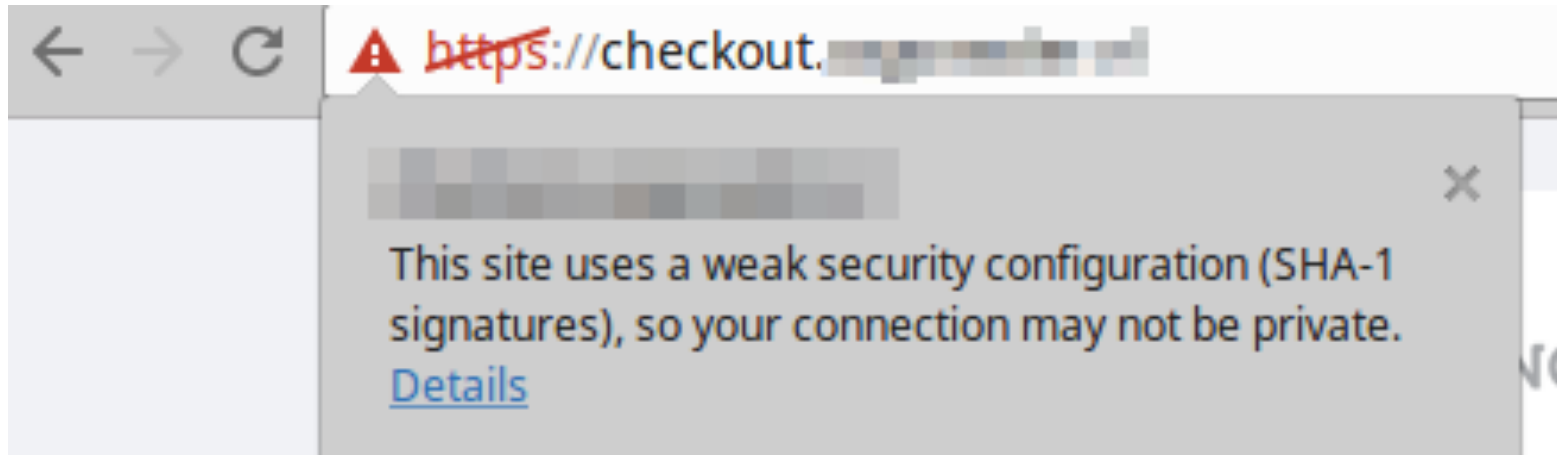 https://checkout.
This site uses a weak security configuration (SHA-1
signatures), so your connection may not be private.
Details